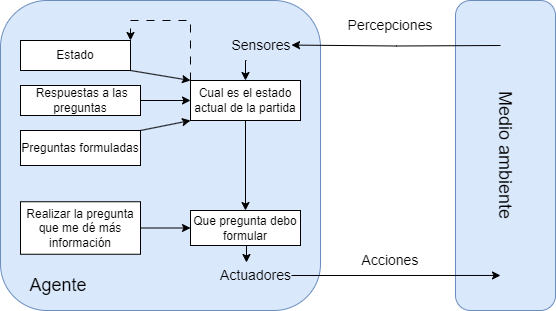 Percepciones
Sensores
Estado
Respuestas a las
preguntas
Cual es el estado
actual de la partida
Preguntas formuladas
Medio ambiente
Realizar la pregunta
que me dé más
información
Que pregunta debo
formular
Acciones
Actuadores
Agente